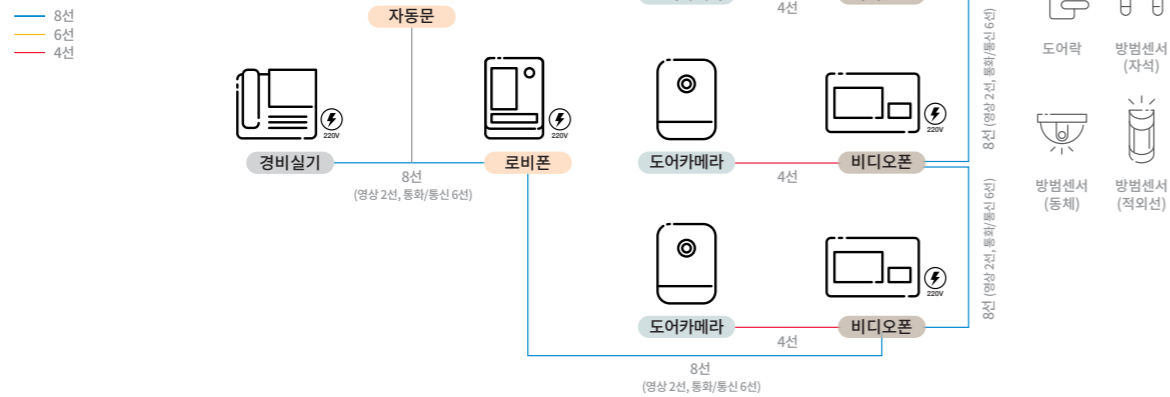 8선
6선
4선
자동문
4선
8선 (영상 2선, 통화/통신 6선)
도어락
방범센서
(자석)
220V
220V
220V
경비실기
로비폰
도어카메라
비디오폰
8선
(영상 2선, 통화/통신 6선)
4선
방범센서
(동체)
방범센서
(적외선)
8선 (영상 2선, 통화/통신 6선)
220V
도어카메라
비디오폰
4선
8선
(영상 2선, 통화/통신 6선)